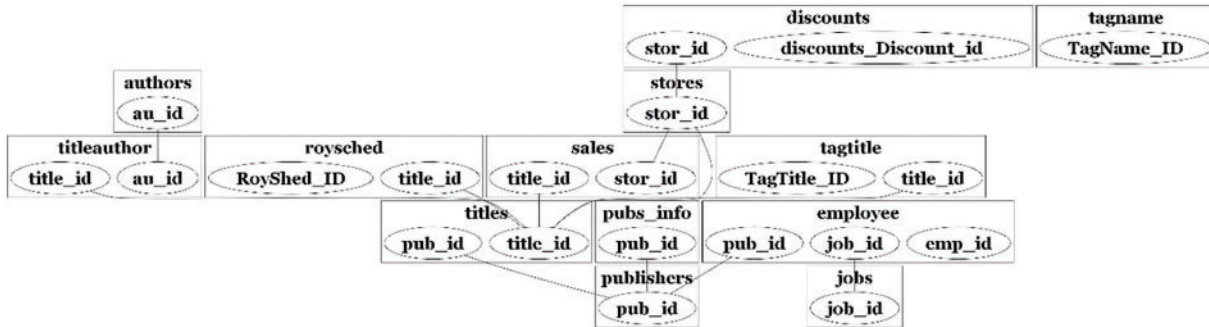 discounts
tagname
stor_id
discounts_Discount_id
TagName_ID
authors
stores
au_id
stor_id
titleauthor
roysched
sales
tagtitle
title_id
au_id
RoyShed_ID
title_id
title_id
stor_id
TagTitle_ID
title_id
titles
pubs_info
employee
pub_id
title_id
pub_id
pub_id
job_id
emp_id
publishers
jobs
pub_id
job_id